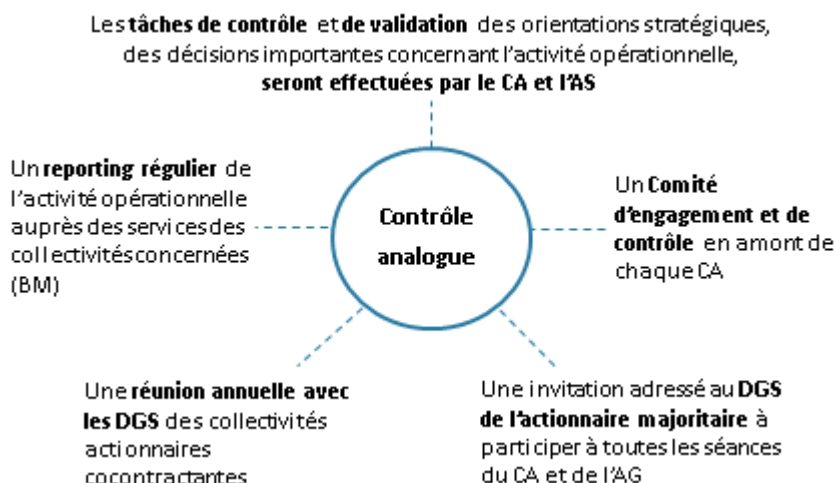 Les tâches de contrôle et de validation des orientations stratégiques,
des décisions importantes concernant l'activité opérationnelle,
seront effectuées par le CA et l'AS
Un reporting régulier de
l'activité opérationnelle
auprès des services des
collectivités concernées
(BM)
Contrôle
analogue
Un Comité
d'engagement et de
contrôle en amont de
chaque CA
Une réunion annuelle avec
les DGS des collectivités
actionnaires
cocontractantes
Une invitation adressé au DGS
de l'actionnaire majoritaire à
participer à toutes les séances
du CA et de l'AG